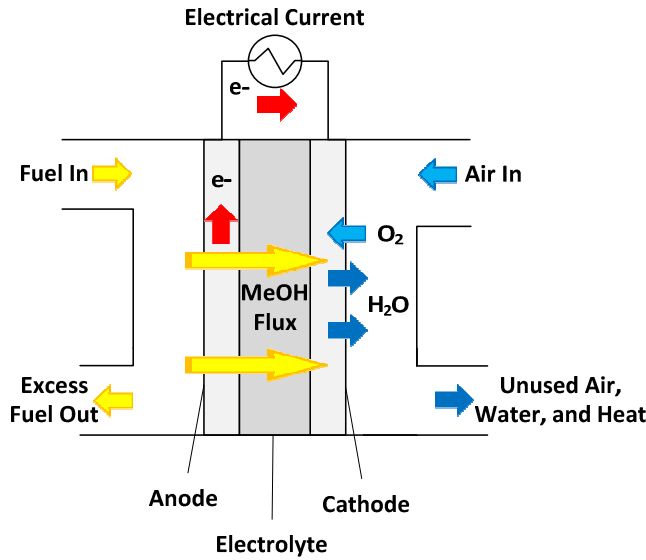 Electrical Current
e-
Fuel In
e-
Air In
O₂
MeOH
Flux
H₂O
Excess
Fuel Out
Unused Air,
Water, and Heat
Anode
Cathode
Electrolyte